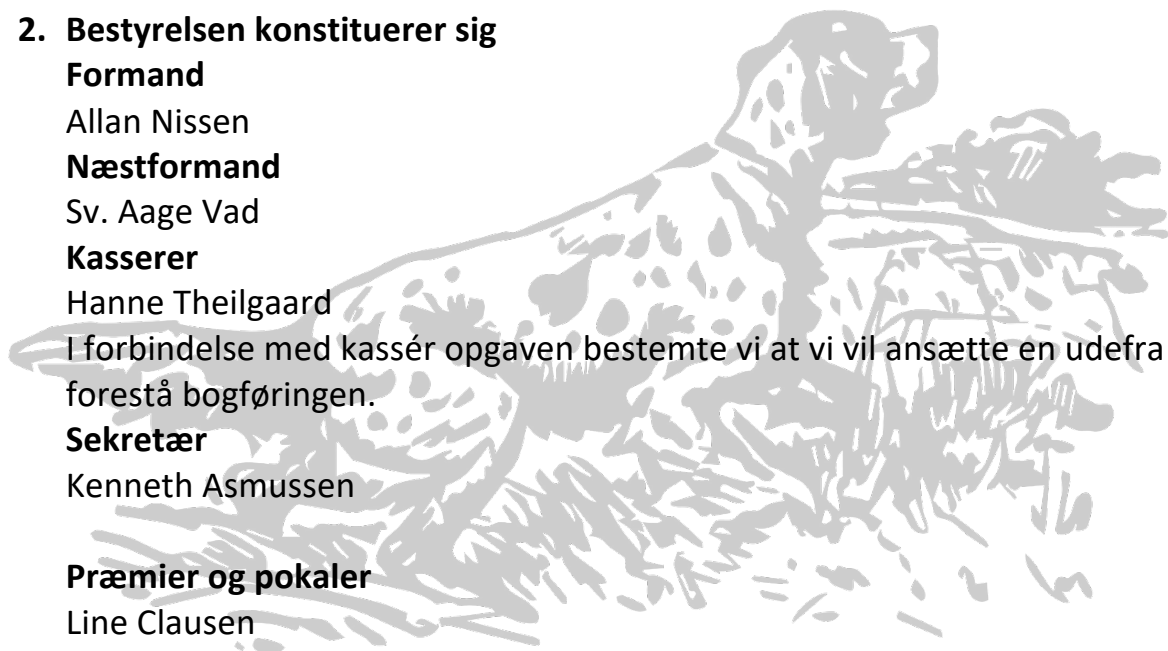 2. Bestyrelsen konstituerer sig
Formand
Allan Nissen
Næstformand
Sv. Aage Vad
Kasserer
Hanne Theilgaard
I forbindelse med kassér opgaven bestemte vi at vi vil ansætte en udefra
forestå bogføringen.
Sekretær
Kenneth Asmussen
Præmier og pokaler
Line Clausen